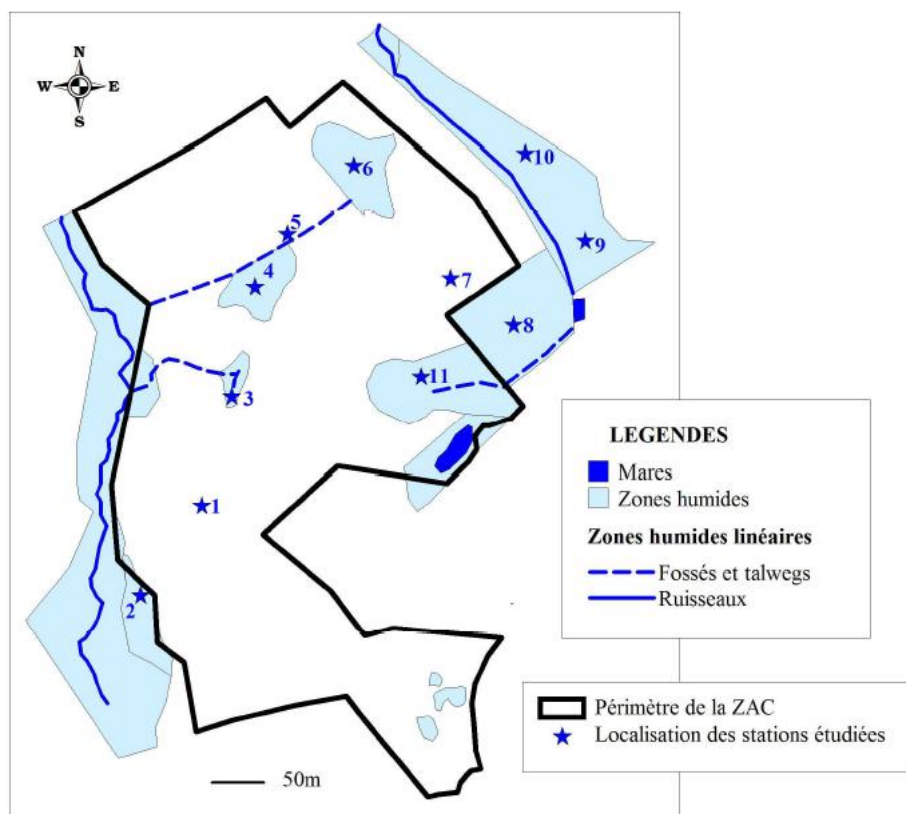 N
W E
S
10
6
5
9
4
7
8
11
3
1
2
LEGENDES
Mares
Zones humides
Zones humides linéaires
Fossés et talwegs
Ruisseaux
Périmètre de la ZAC
Localisation des stations étudiées
50m